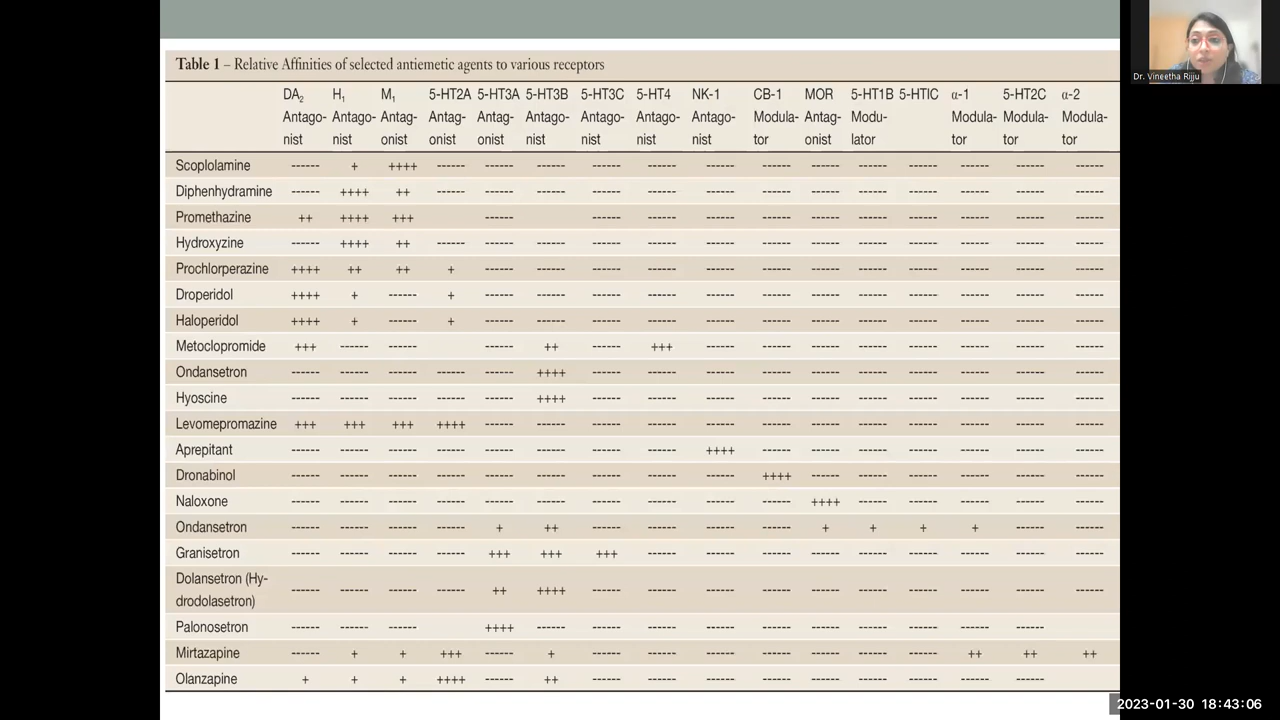 Table 1 – Relative Affinities of selected antiemetic agents to various receptors
DA2 H1 M1 5-HT2A 5-HT3A 5-HT3B 5-HT3C 5-HT4 NK-1 CB-1 MOR 5-HT1B 5-HTIC α-1 5-HT2C α-2
Antago- Antago- Antag- Antag- Antag- Antago- Antago- Antago- Antago- Modula- Antag- Modu- Modula- Modula- Modula-
nist nist onist onist onist nist nist nist nist tor onist lator tor tor tor
Scoplolamine ------ + ++++ ------ ------ ------ ------ ------ ------ ------ ------ ------ ------ ------ ------ ------
Diphenhydramine ------ ++++ ++ ------ ------ ------ ------ ------ ------ ------ ------ ------ ------ ------ ------ ------
Promethazine ++ ++++ +++ ------ ------ ------ ------ ------ ------ ------ ------ ------ ------ ------
Hydroxyzine ------ ++++ ++ ------ ------ ------ ------ ------ ------ ------ ------ ------ ------ ------ ------ ------
Prochlorperazine ++++ ++ ++ + ------ ------ ------ ------ ------ ------ ------ ------ ------ ------ ------ ------
Droperidol ++++ + ------ + ------ ------ ------ ------ ------ ------ ------ ------ ------ ------ ------ ------
Haloperidol ++++ + ------ + ------ ------ ------ ------ ------ ------ ------ ------ ------ ------ ------ ------
Metoclopromide +++ ------ ------ ------ ------ ++ ------ +++ ------ ------ ------ ------ ------ ------ ------ ------
Ondansetron ------ ------ ------ ------ ------ ++++ ------ ------ ------ ------ ------ ------ ------ ------ ------ ------
Hyoscine ------ ------ ------ ------ ------ ++++ ------ ------ ------ ------ ------ ------ ------ ------ ------ ------
Levomepromazine +++ +++ +++ ++++ ------ ------ ------ ------ ------ ------ ------ ------ ------ ------ ------ ------
Aprepitant ------ ------ ------ ------ ------ ------ ------ ------ ++++ ------ ------ ------ ------ ------ ------ ------
Dronabinol ------ ------ ------ ------ ------ ------ ------ ------ ------ ++++ ------ ------ ------ ------ ------ ------
Naloxone ------ ------ ------ ------ ------ ------ ------ ------ ------ ------ ++++ ------ ------ ------ ------ ------
Ondansetron ------ ------ ------ ------ + ++ ------ ------ ------ ------ + + + + ------ ------
Granisetron ------ ------ ------ ------ +++ +++ +++ ------ ------ ------ ------ ------ ------ ------ ------ ------
Dolansetron (Hy-
drodolasetron) ------ ------ ------ ------ ++ ++++ ------ ------ ------ ------ ------ ------ ------ ------ ------ ------
Palonosetron ------ ------ ------ ++++ ------ ------ ------ ------ ------ ------ ------ ------ ------ ------
Mirtazapine ------ + + +++ ------ + ------ ------ ------ ------ ------ ------ ------ ++ ++ ++
Olanzapine + + + ++++ ------ ++ ------ ------ ------ ------ ------ ------ ------ ------ ------
Dr. Vineetha Rijju
2023-01-30 18:43:06